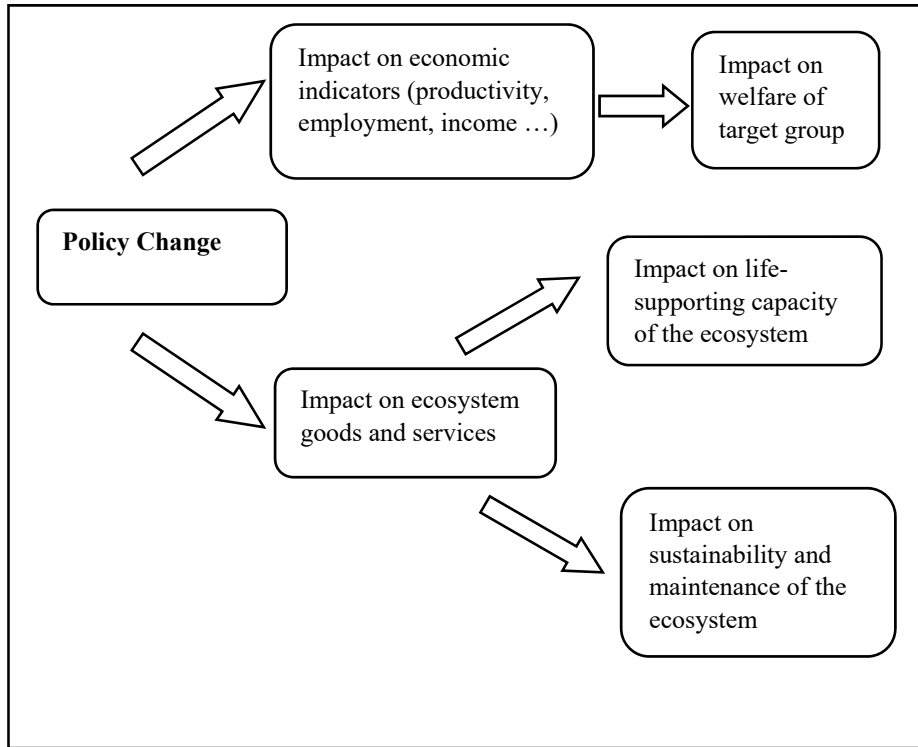 Impact on economic
indicators (productivity,
employment, income …)
Impact on
welfare of
target group
Policy Change
Impact on life-
supporting capacity
of the ecosystem
Impact on ecosystem
goods and services
Impact on
sustainability and
maintenance of the
ecosystem